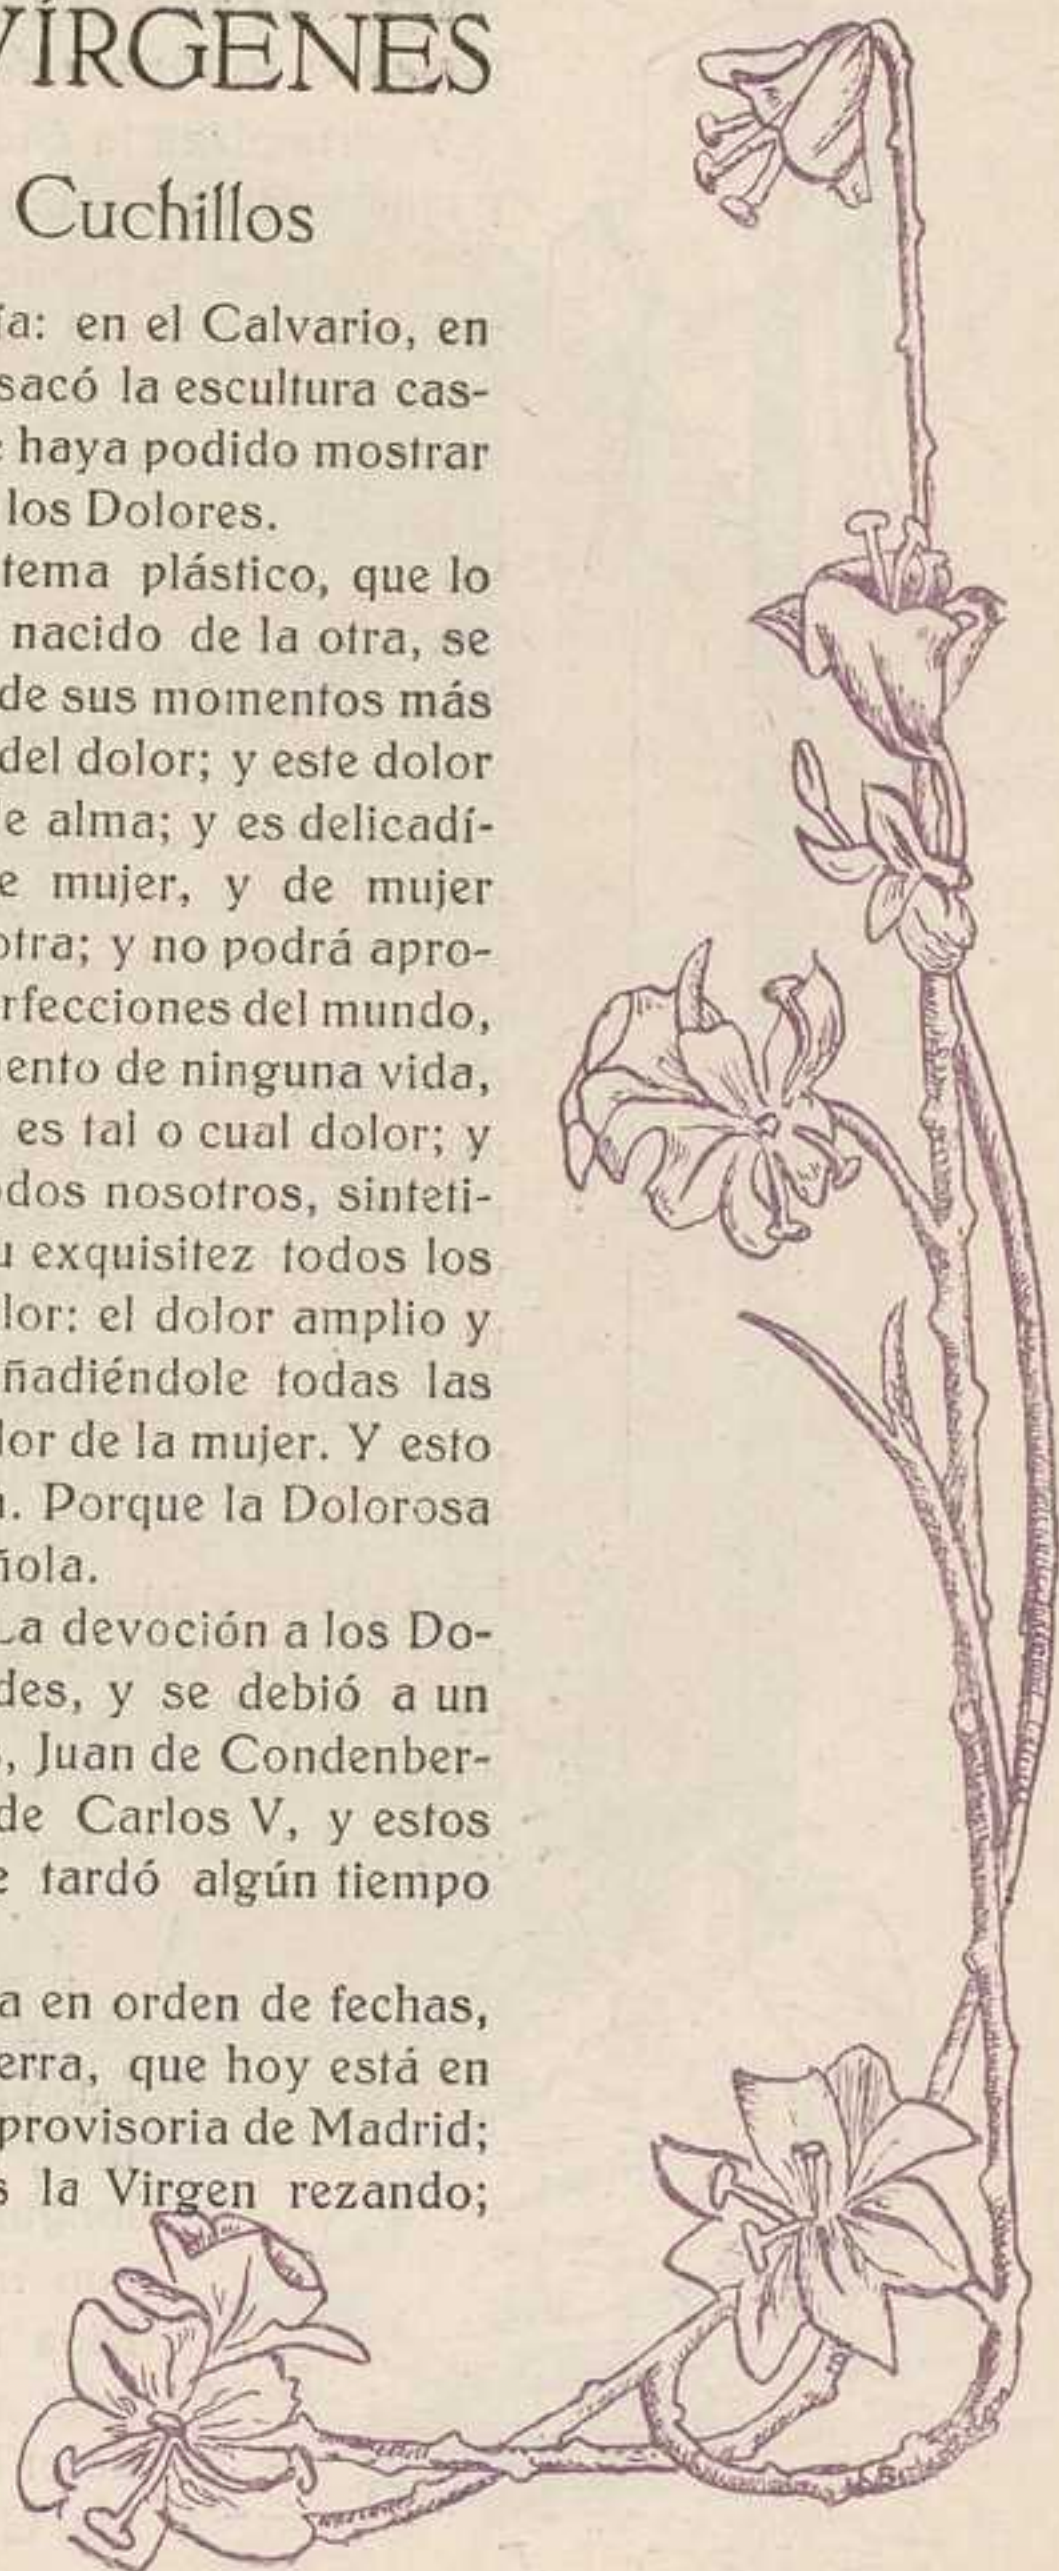 VÍRGENES
Cuchillos
ía: en el Calvario, en
sacó la escultura cas-
haya podido mostrar
los Dolores.
tema plástico, que lo
nacido de la otra, se
de sus momentos más
del dolor; y este dolor
e alma; y es delicadí-
e mujer, y de mujer
otra; y no podrá apro-
rfecciones del mundo,
ento de ninguna vida,
es tal o cual dolor; y
odos nosotros, sinteti-
u exquisitez todos los
lor: el dolor amplio y
ñadiéndole todas las
lor de la mujer. Y esto
. Porque la Dolorosa
ñola.
La devoción a los Do-
des, y se debió a un
, Juan de Condenber-
de Carlos V, y estos
e tardó algún tiempo
a en orden de fechas,
erra, que hoy está en
provisoria de Madrid;
s la Virgen rezando;